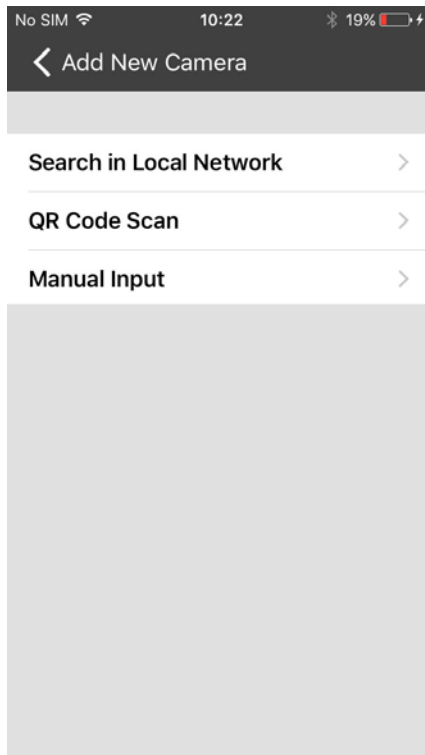 No SIM 10:22 19%
Add New Camera
Search in Local Network
QR Code Scan
Manual Input